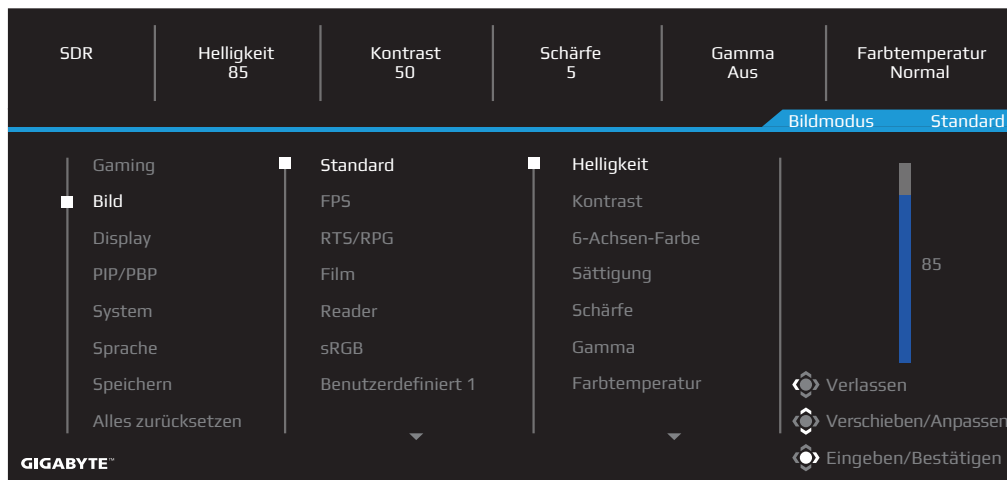 SDR
Helligkeit
85
Kontrast
50
Schärfe
5
Gamma
Aus
Farbtemperatur
Normal
Bildmodus Standard
Gaming
Bild
Display
PIP/PBP
System
Sprache
Speichern
Alles zurücksetzen
Standard
FPS
RTS/RPG
Film
Reader
sRGB
Benutzerdefiniert 1
Helligkeit
Kontrast
6-Achsen-Farbe
Sättigung
Schärfe
Gamma
Farbtemperatur
85
Verlassen
Verschieben/Anpassen
Eingeben/Bestätigen
GIGABYTE™